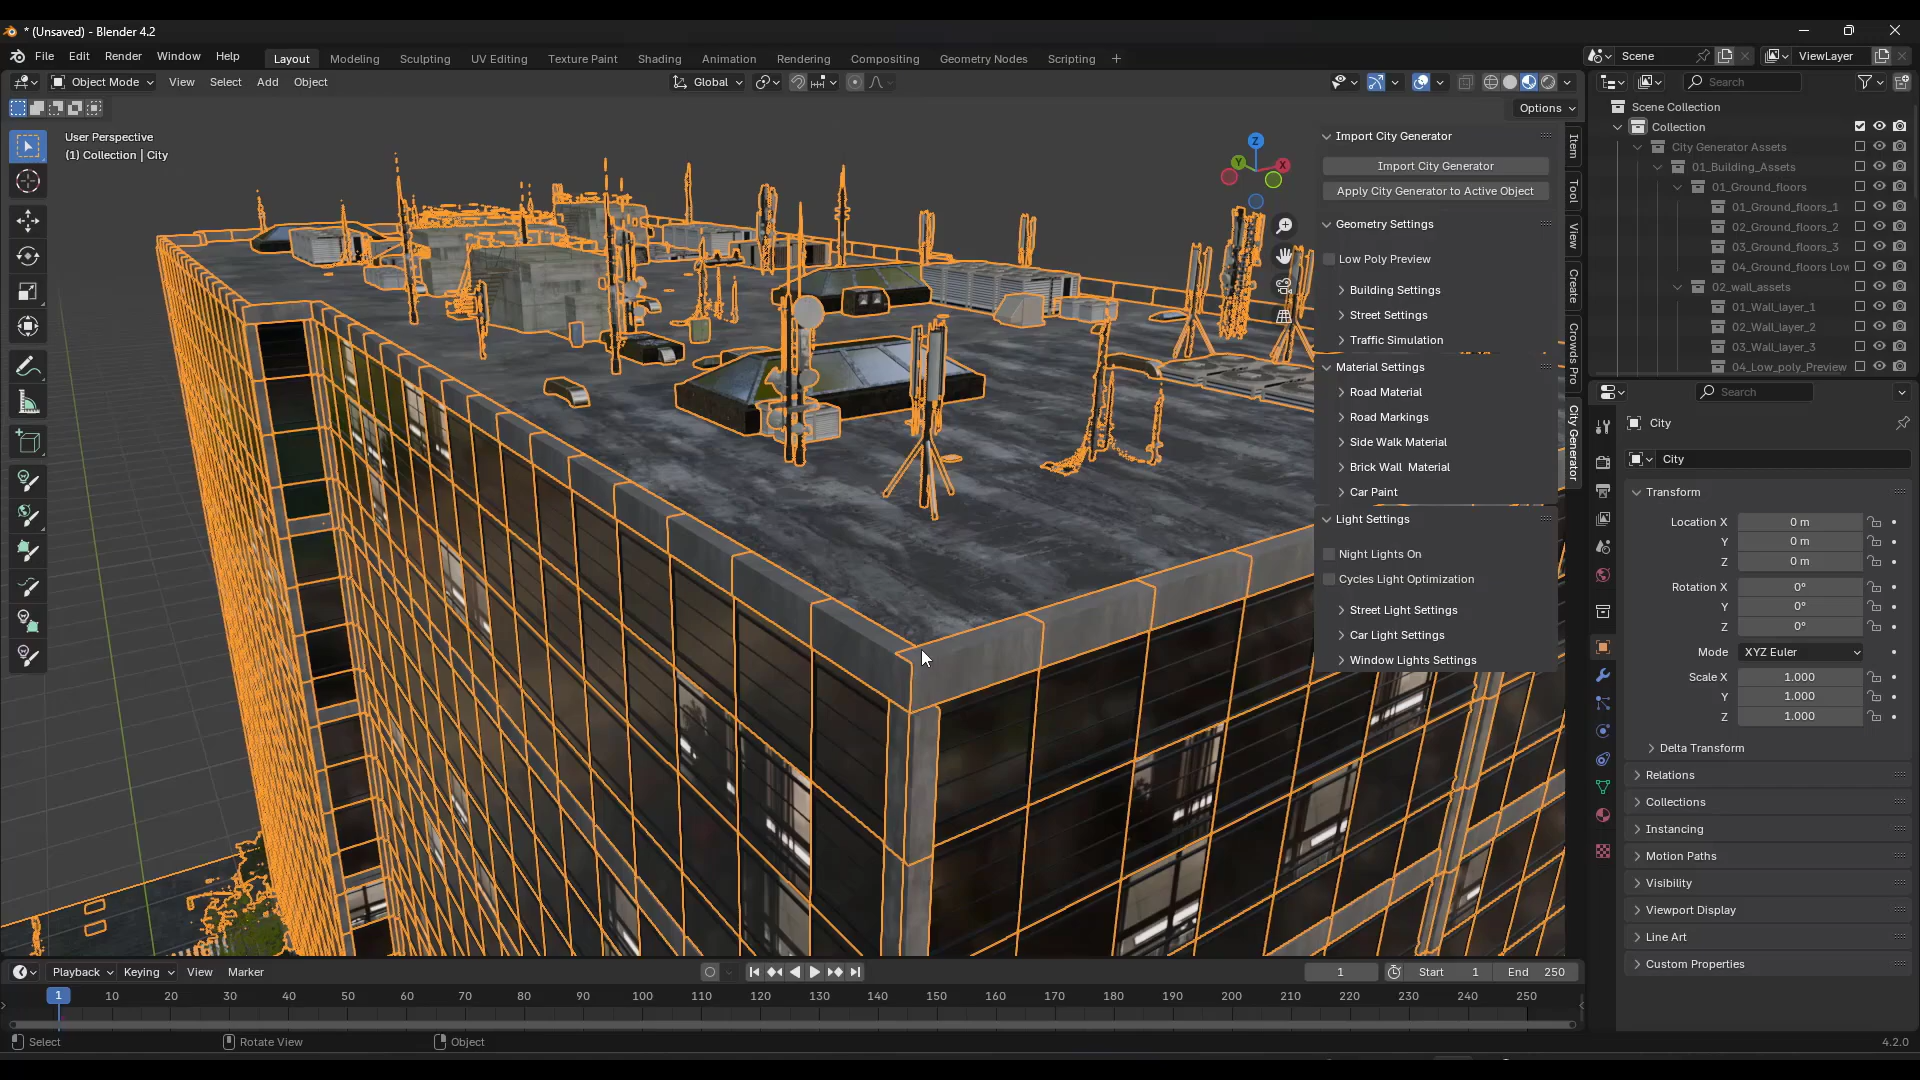 * (Unsaved) - Blender 4.2
File Edit Render Window Help
Layout Modeling Sculpting UV Editing Texture Paint Shading Animation Rendering Compositing Geometry Nodes Scripting +
Scene
ViewLayer
Object Mode View Select Add Object
Global
Search
Options
User Perspective
(1) Collection | City
Z
Y
X
Import City Generator
Import City Generator
Apply City Generator to Active Object
Geometry Settings
Low Poly Preview
Building Settings
Street Settings
Traffic Simulation
Material Settings
Road Material
Road Markings
Side Walk Material
Brick Wall Material
Car Paint
Light Settings
Night Lights On
Cycles Light Optimization
Street Light Settings
Car Light Settings
Window Lights Settings
Item
Tool
View
Create
Crowds Pro
City Generator
Scene Collection
Collection
City Generator Assets
01_Building_Assets
01_Ground_floors
01_Ground_floors_1
02_Ground_floors_2
03_Ground_floors_3
04_Ground_floors Low
02_wall_assets
01_Wall_layer_1
02_Wall_layer_2
03_Wall_layer_3
04_Low_poly_Preview
Search
City
City
Transform
Location X 0 m
Y 0 m
Z 0 m
Rotation X 0°
Y 0°
Z 0°
Mode XYZ Euler
Scale X 1.000
Y 1.000
Z 1.000
Delta Transform
Relations
Collections
Instancing
Motion Paths
Visibility
Viewport Display
Line Art
Custom Properties
Playback Keying View Marker
1 Start 1 End 250
1 10 20 30 40 50 60 70 80 90 100 110 120 130 140 150 160 170 180 190 200 210 220 230 240 250
Select Rotate View Object
4.2.0